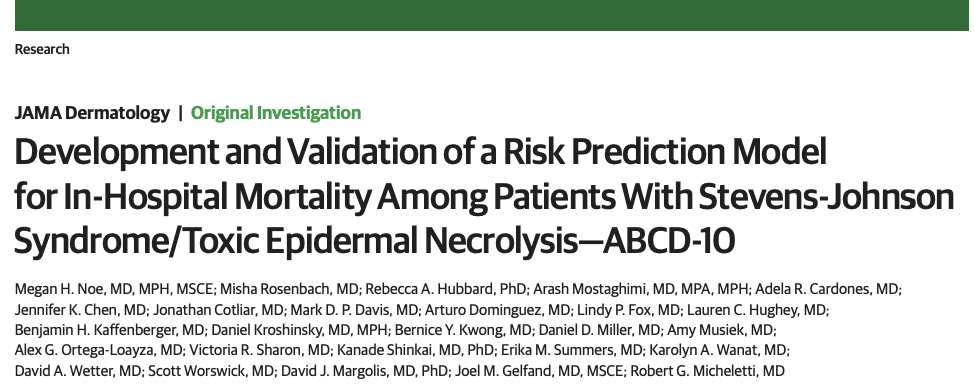 Research
JAMA Dermatology | Original Investigation
Development and Validation of a Risk Prediction Model
for In-Hospital Mortality Among Patients With Stevens-Johnson
Syndrome/Toxic Epidermal Necrolysis—ABCD-10
Megan H. Noe, MD, MPH, MSCE; Misha Rosenbach, MD; Rebecca A. Hubbard, PhD; Arash Mostaghimi, MD, MPA, MPH; Adela R. Cardones, MD;
Jennifer K. Chen, MD; Jonathan Cotliar, MD; Mark D. P. Davis, MD; Arturo Dominguez, MD; Lindy P. Fox, MD; Lauren C. Hughey, MD;
Benjamin H. Kaffenberger, MD; Daniel Kroshinsky, MD, MPH; Bernice Y. Kwong, MD; Daniel D. Miller, MD; Amy Musiek, MD;
Alex G. Ortega-Loayza, MD; Victoria R. Sharon, MD; Kanade Shinkai, MD, PhD; Erika M. Summers, MD; Karolyn A. Wanat, MD;
David A. Wetter, MD; Scott Worswick, MD; David J. Margolis, MD, PhD; Joel M. Gelfand, MD, MSCE; Robert G. Micheletti, MD